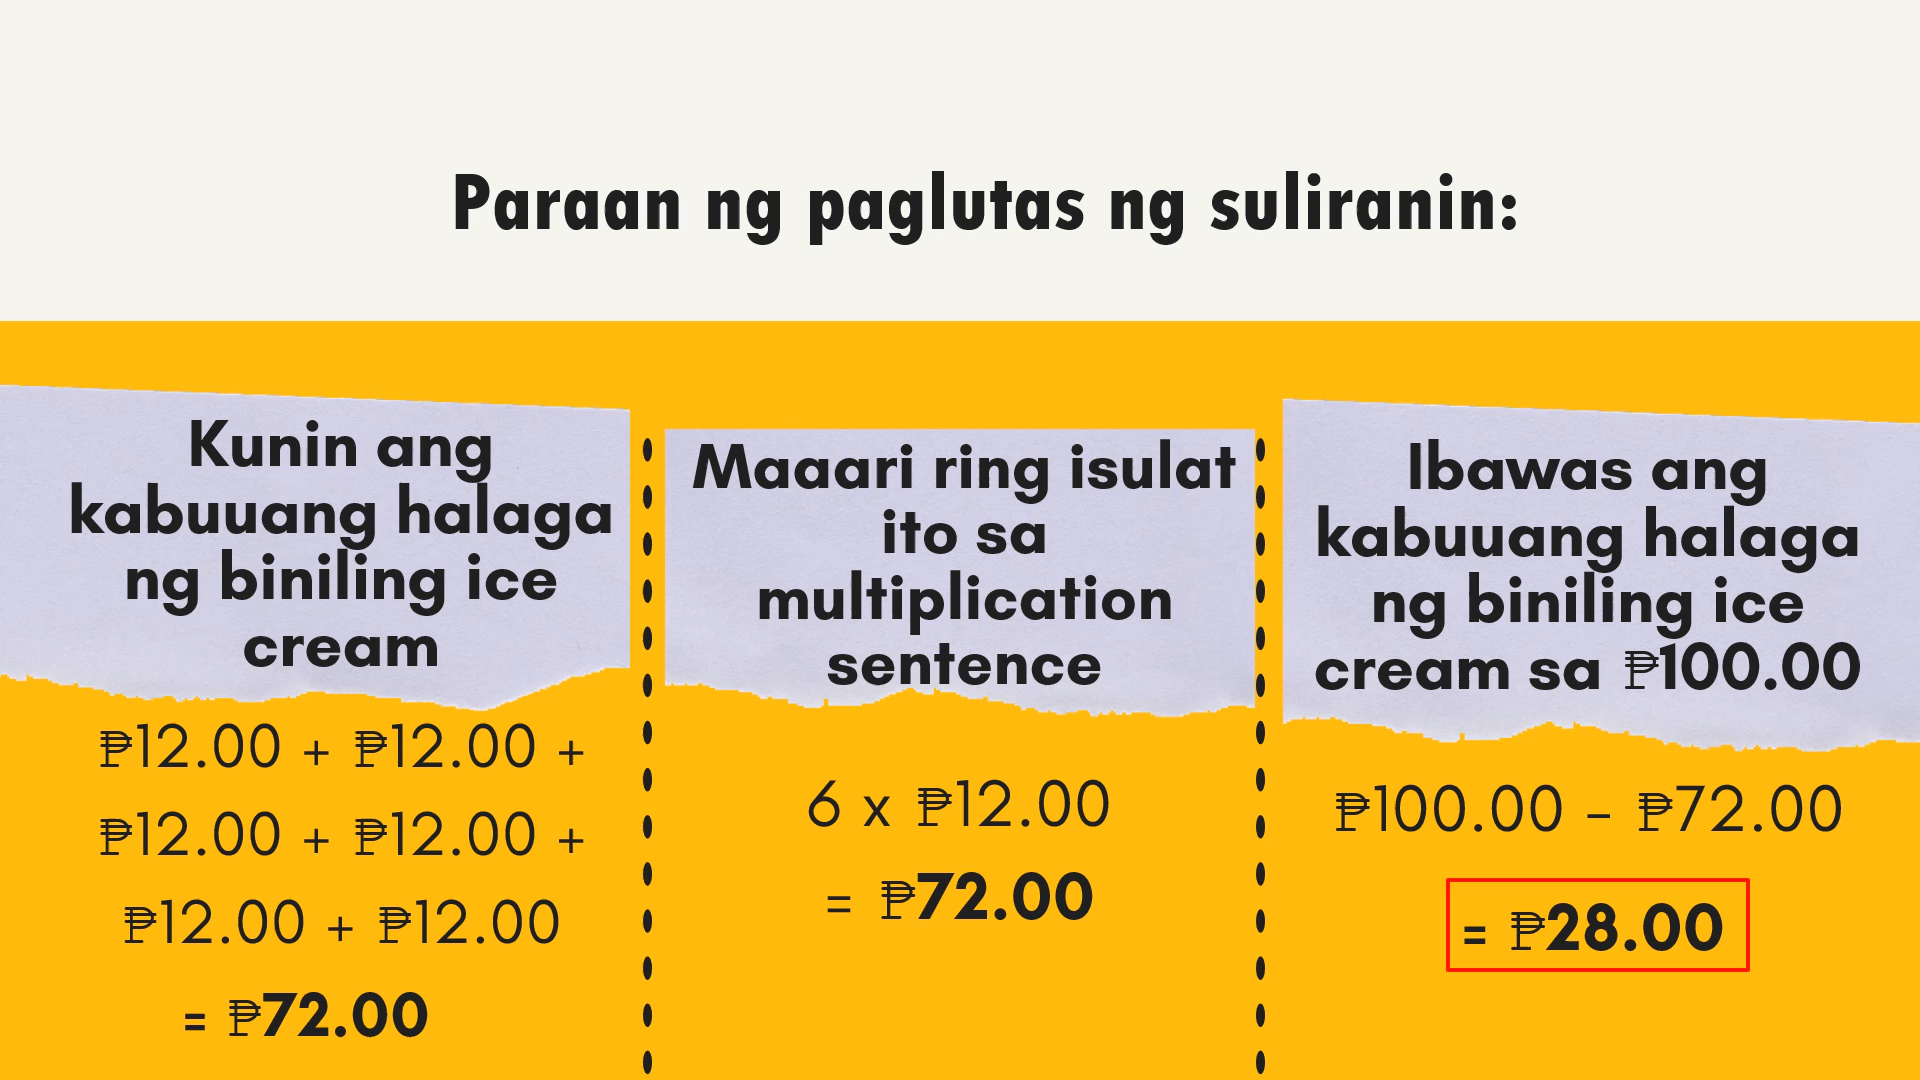 Paraan ng paglutas ng suliranin:
Kunin ang
kabuuang halaga
ng biniling ice
cream
₱12.00 + ₱12.00 +
₱12.00 + ₱12.00 +
₱12.00 + ₱12.00
= ₱72.00
Maaari ring isulat
ito sa
multiplication
sentence
6 x ₱12.00
= ₱72.00
Ibawas ang
kabuuang halaga
ng biniling ice
cream sa ₱100.00
₱100.00 – ₱72.00
= ₱28.00